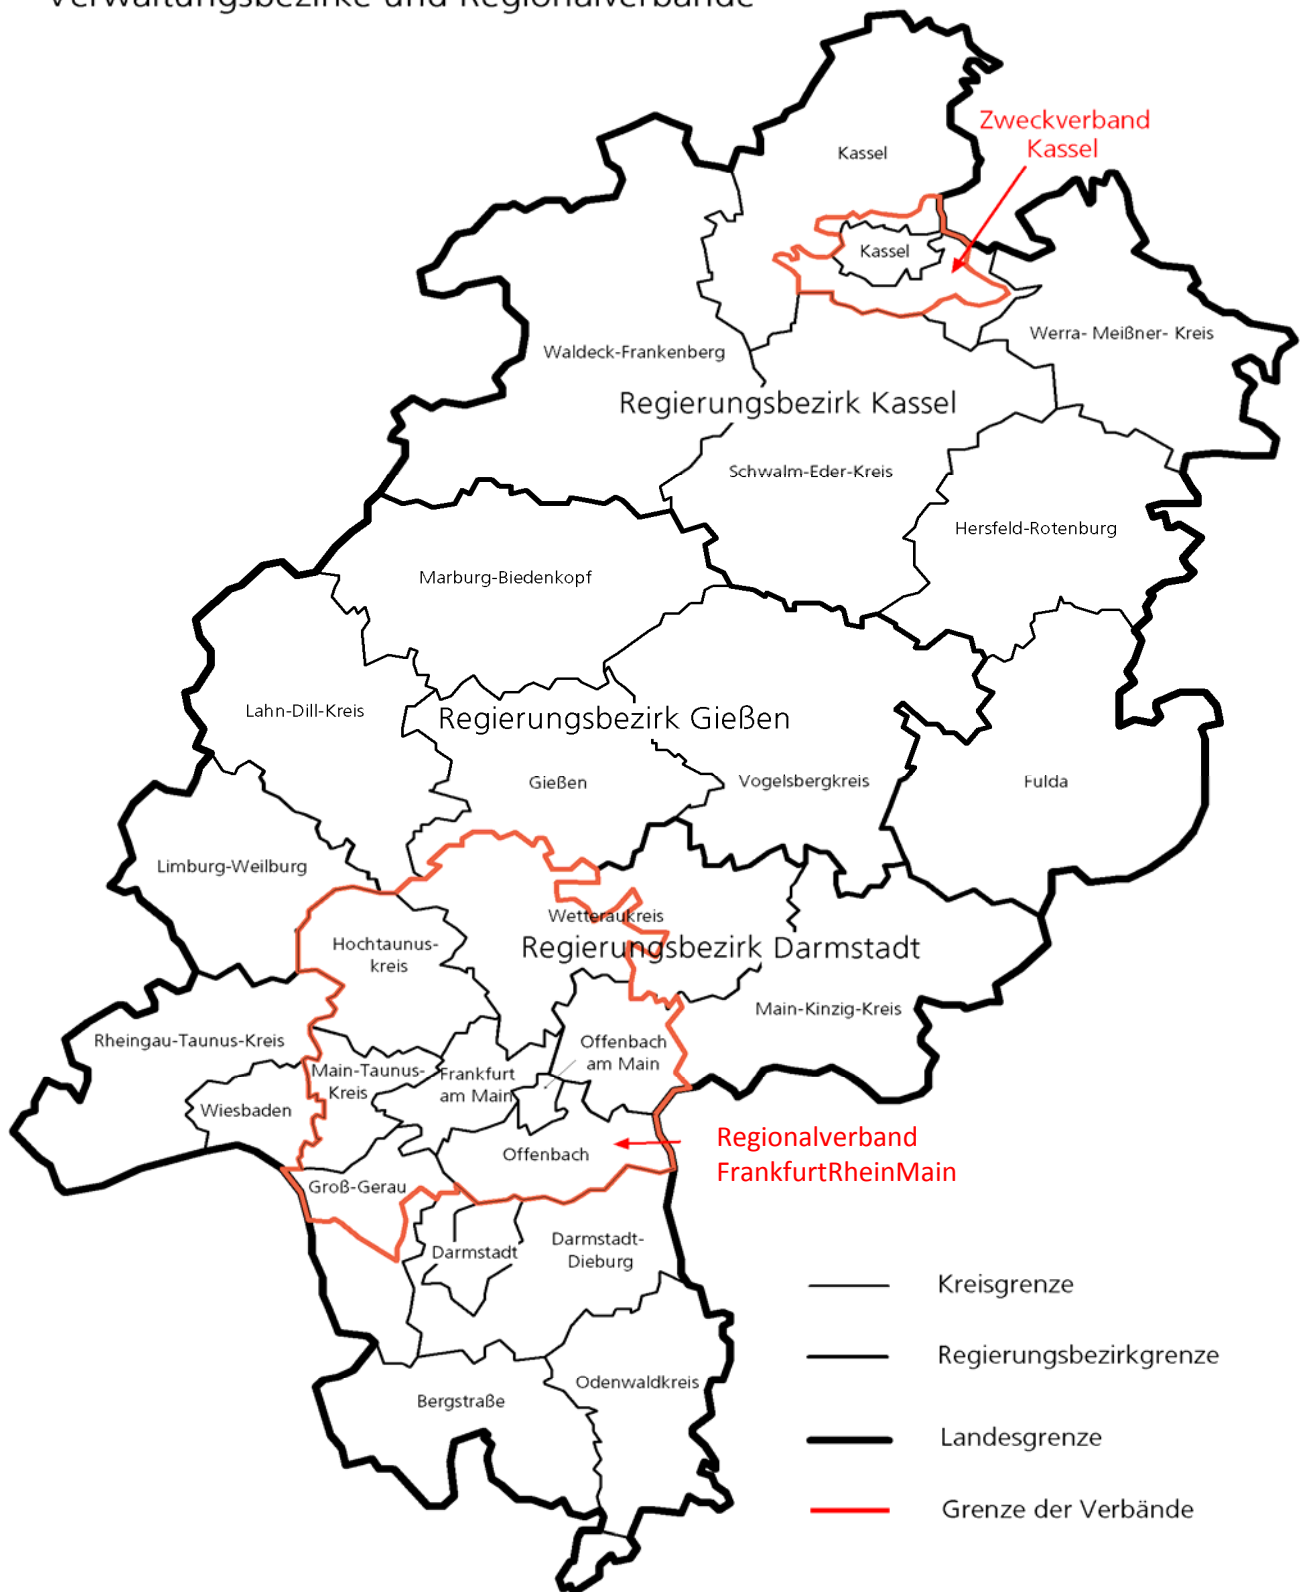 Verwaltungsbezirke und Regionalverbände
Zweckverband
Kassel
Kassel
Kassel
Werra- Meißner- Kreis
Waldeck-Frankenberg
Regierungsbezirk Kassel
Schwalm-Eder-Kreis
Hersfeld-Rotenburg
Marburg-Biedenkopf
Lahn-Dill-Kreis
Regierungsbezirk Gießen
Gießen
Vogelsbergkreis
Fulda
Limburg-Weilburg
Wetteraukreis
Hochtaunus-
kreis
Regierungsbezirk Darmstadt
Main-Kinzig-Kreis
Rheingau-Taunus-Kreis
Offenbach
am Main
Main-Taunus-
Kreis
Frankfurt
am Main
Wiesbaden
Regionalverband
FrankfurtRheinMain
Offenbach
Groß-Gerau
Darmstadt
Darmstadt-
Dieburg
Kreisgrenze
Regierungsbezirkgrenze
Odenwaldkreis
Bergstraße
Landesgrenze
Grenze der Verbände